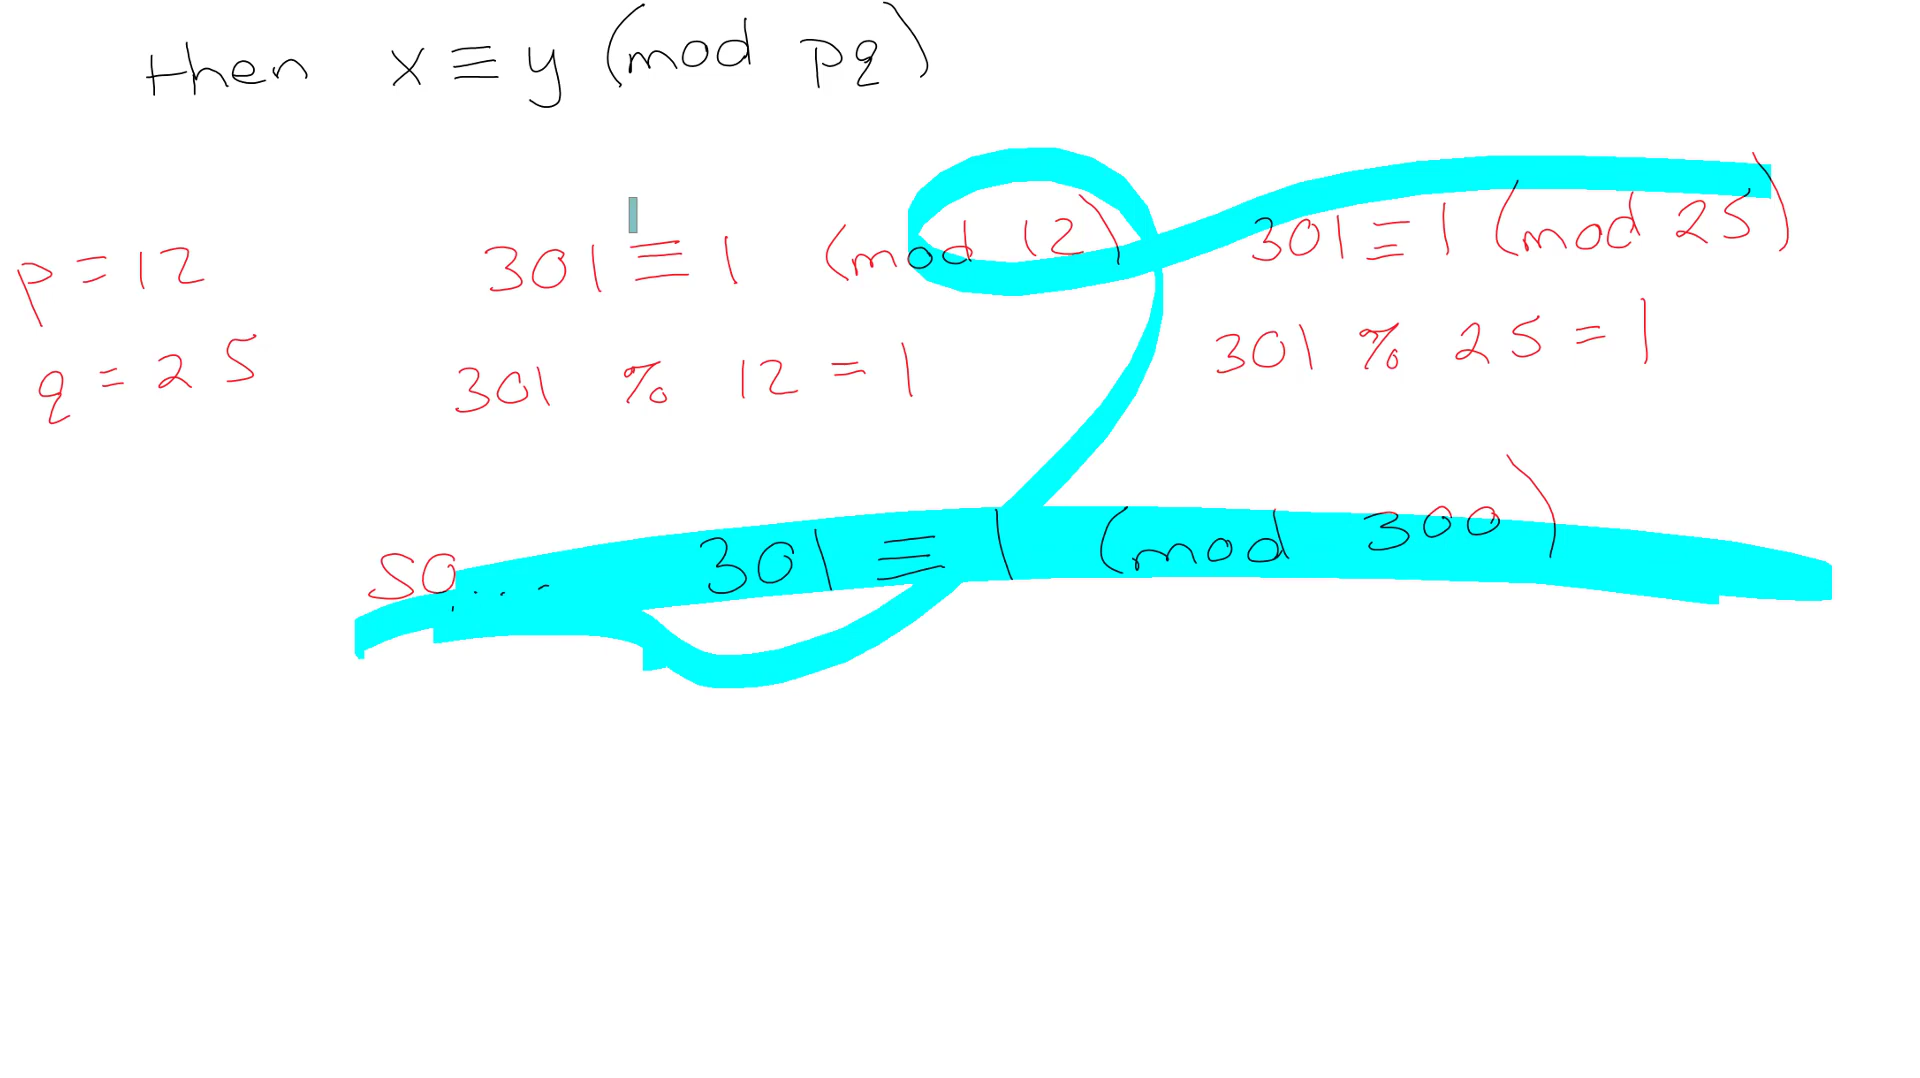 then x ≡ y (mod pq)
p = 12 301 ≡ 1 (mod 12) 301 ≡ 1 (mod 25)
q = 25 301 % 12 = 1 301 % 25 = 1
so.... 301 ≡ 1 (mod 300)